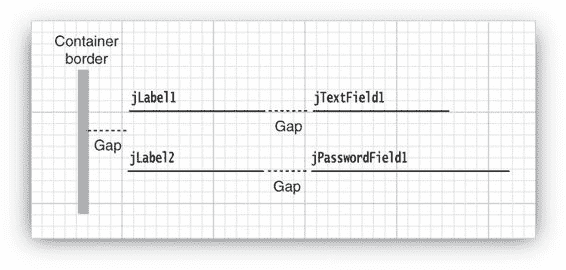 Container
border
jLabel1
jTextField1
Gap
Gap
jLabel2
jPasswordField1
Gap